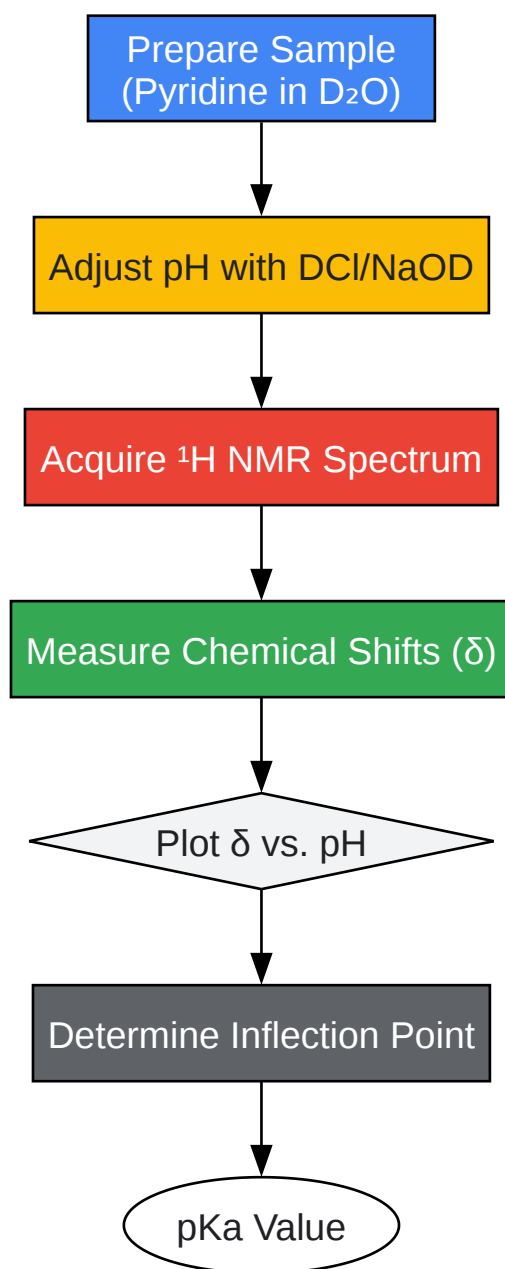 Prepare Sample
(Pyridine in D₂O)
Adjust pH with DCl/NaOD
Acquire ¹H NMR Spectrum
Measure Chemical Shifts (δ)
Plot δ vs. pH
Determine Inflection Point
pKa Value